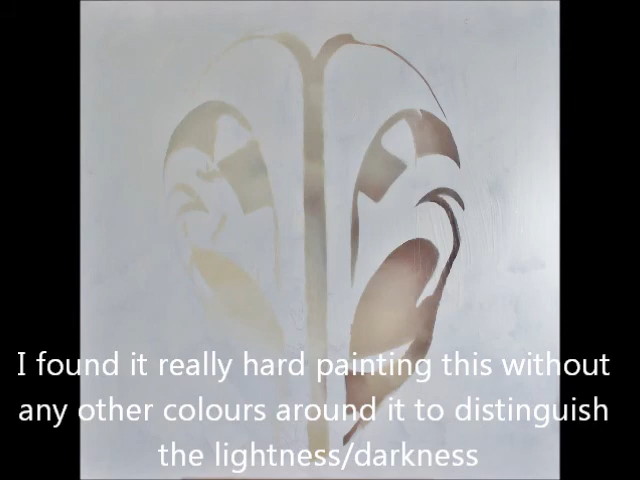 I found it really hard painting this without
any other colours around it to distinguish
the lightness/darkness